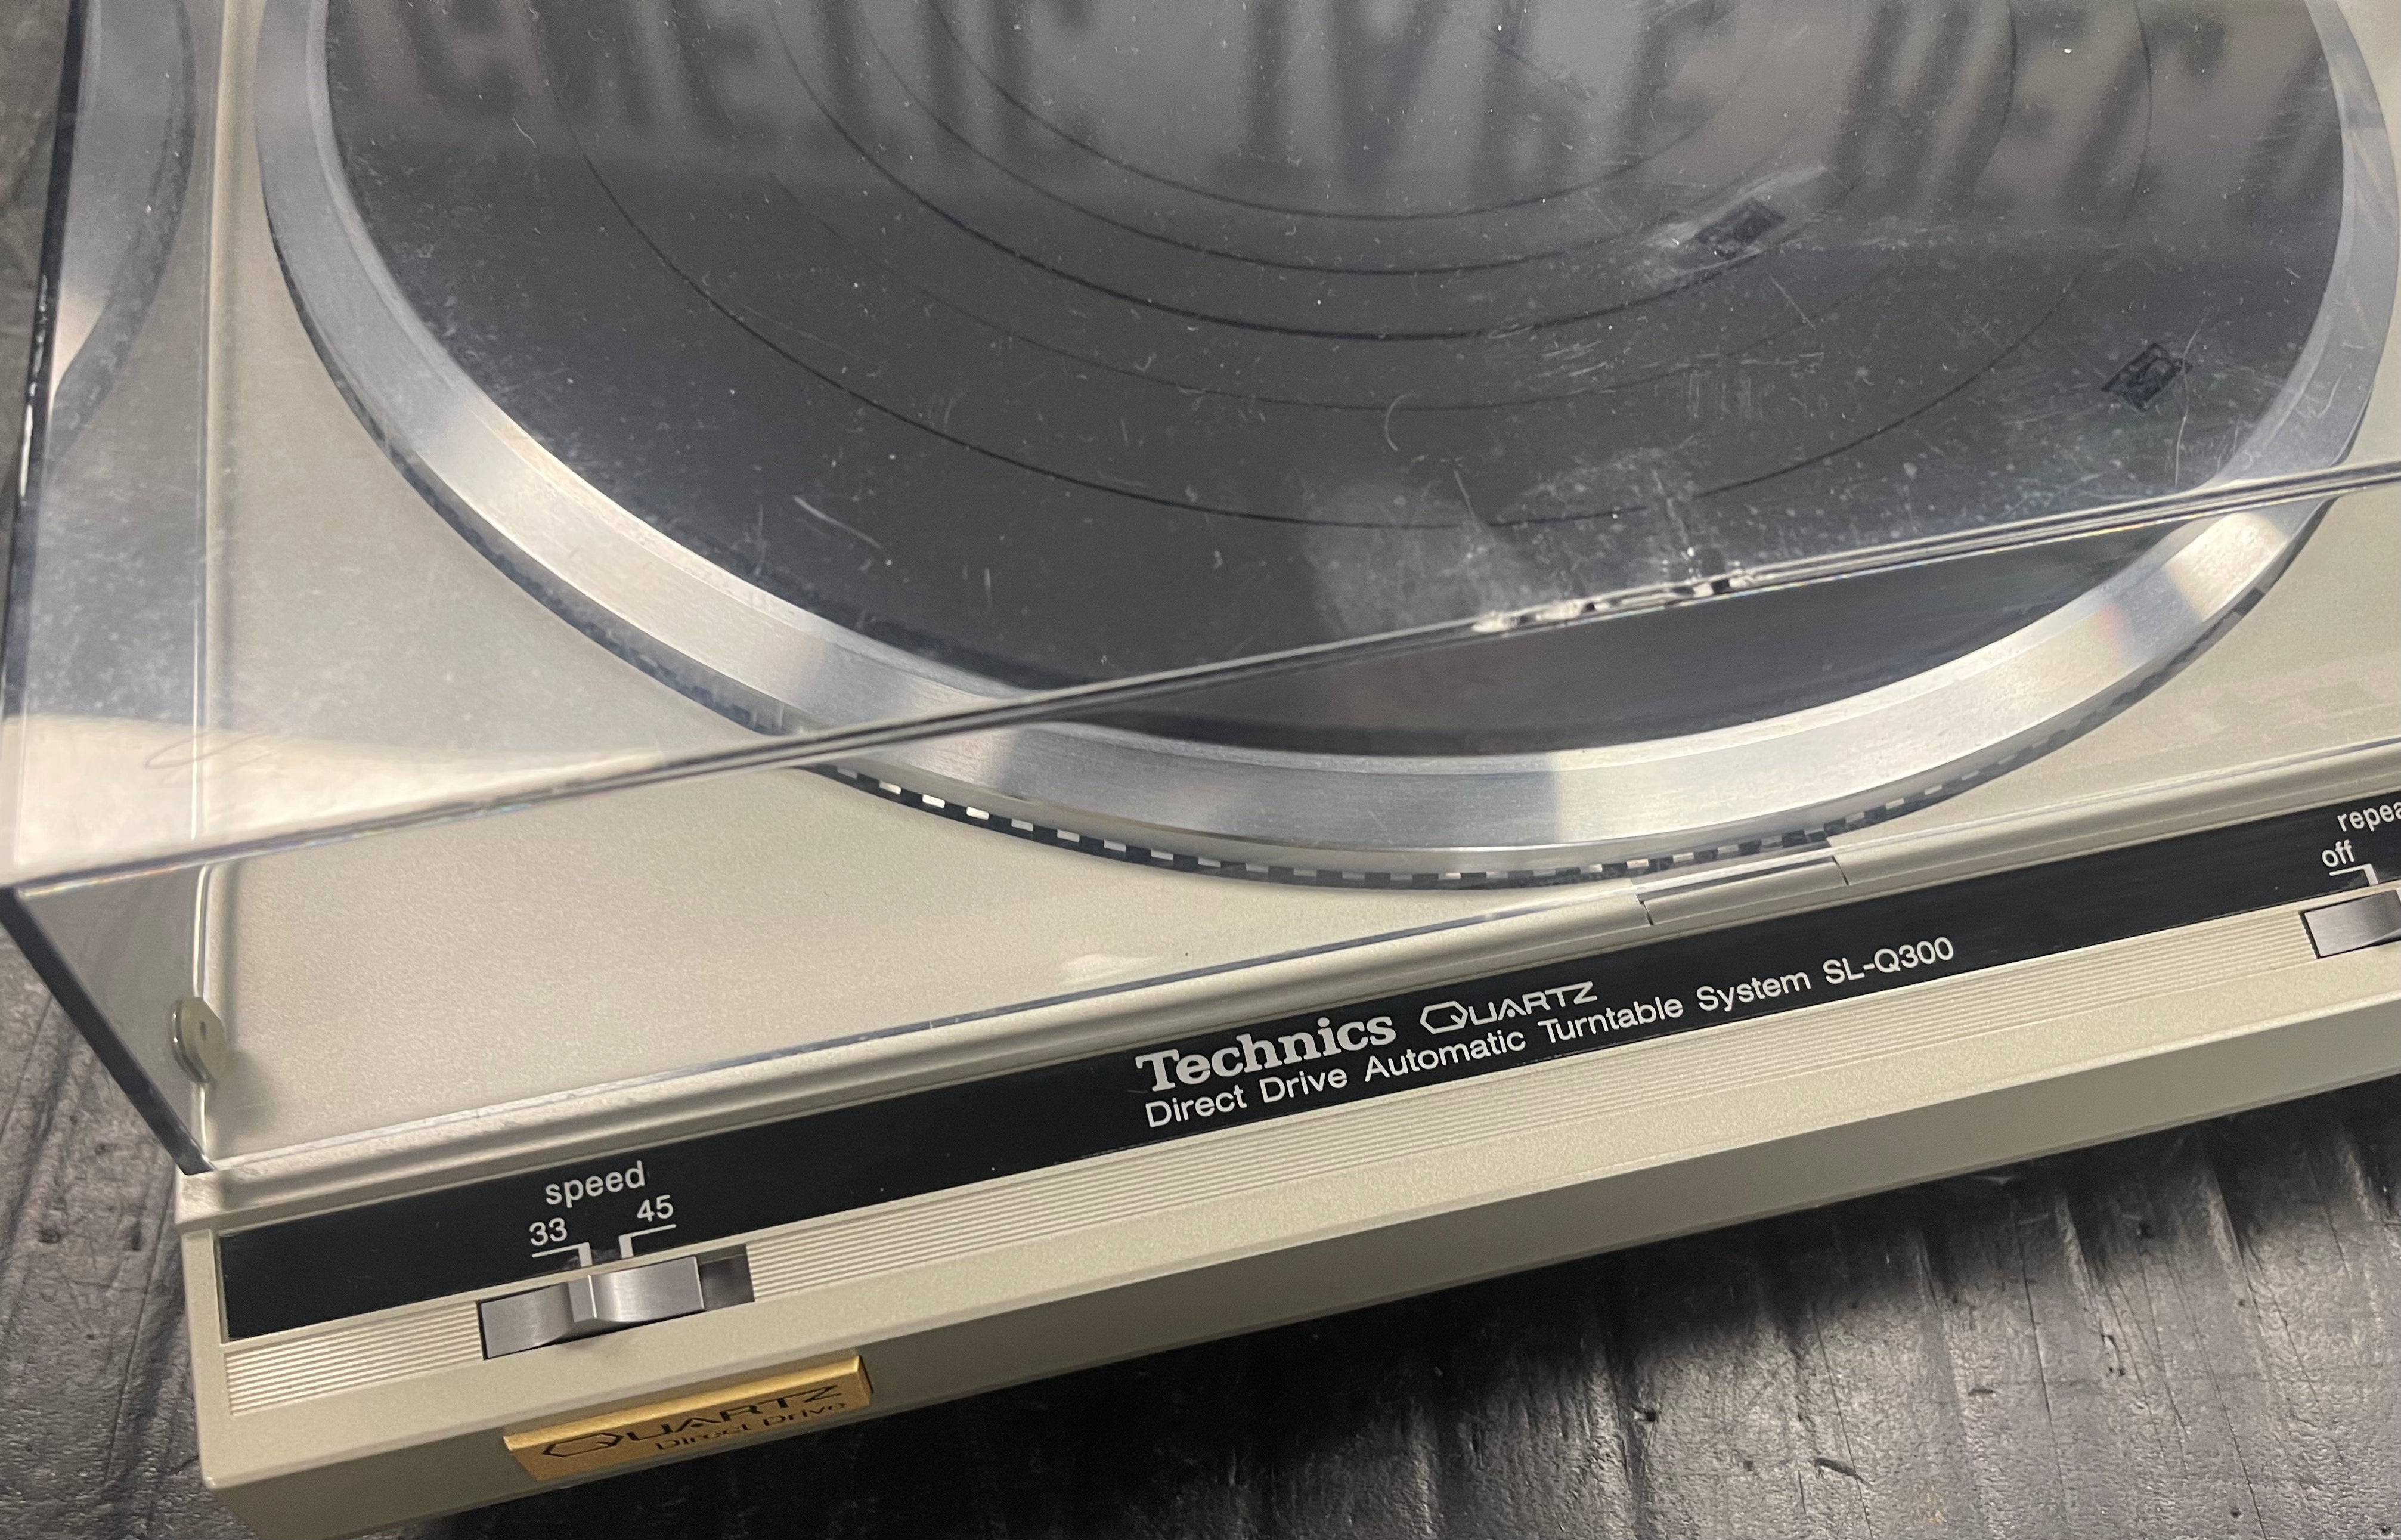 repea
off
Technics QUARTZ
Direct Drive Automatic Turntable System SL-Q300
speed
33 45
QUARTZ
Direct Drive